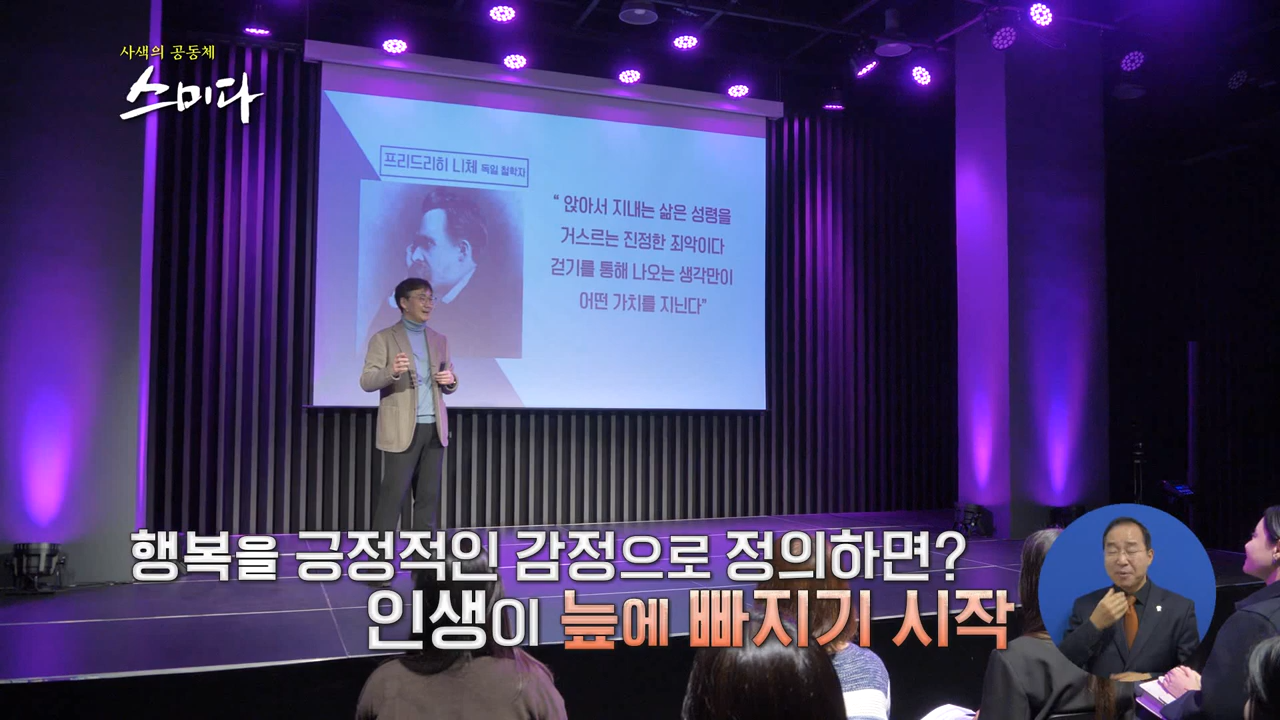 사색의 공동체
스미다
프리드리히 니체 독일 철학자
“ 앉아서 지내는 삶은 성령을
거스르는 진정한 죄악이다
걷기를 통해 나오는 생각만이
어떤 가치를 지닌다”
행복을 긍정적인 감정으로 정의하면?
인생이 늪에 빠지기 시작